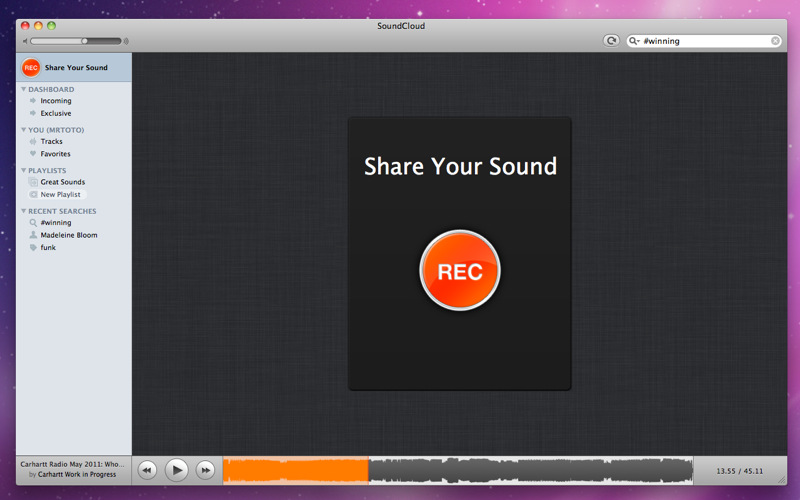 SoundCloud
#winning
REC
Share Your Sound
DASHBOARD
Incoming
Exclusive
YOU (MRTOTO)
Tracks
Favorites
PLAYLISTS
Great Sounds
New Playlist
RECENT SEARCHES
#winning
Madeleine Bloom
funk
Share Your Sound
REC
Carhartt Radio May 2011: Who...
by Carhartt Work in Progress
13.55 / 45.11